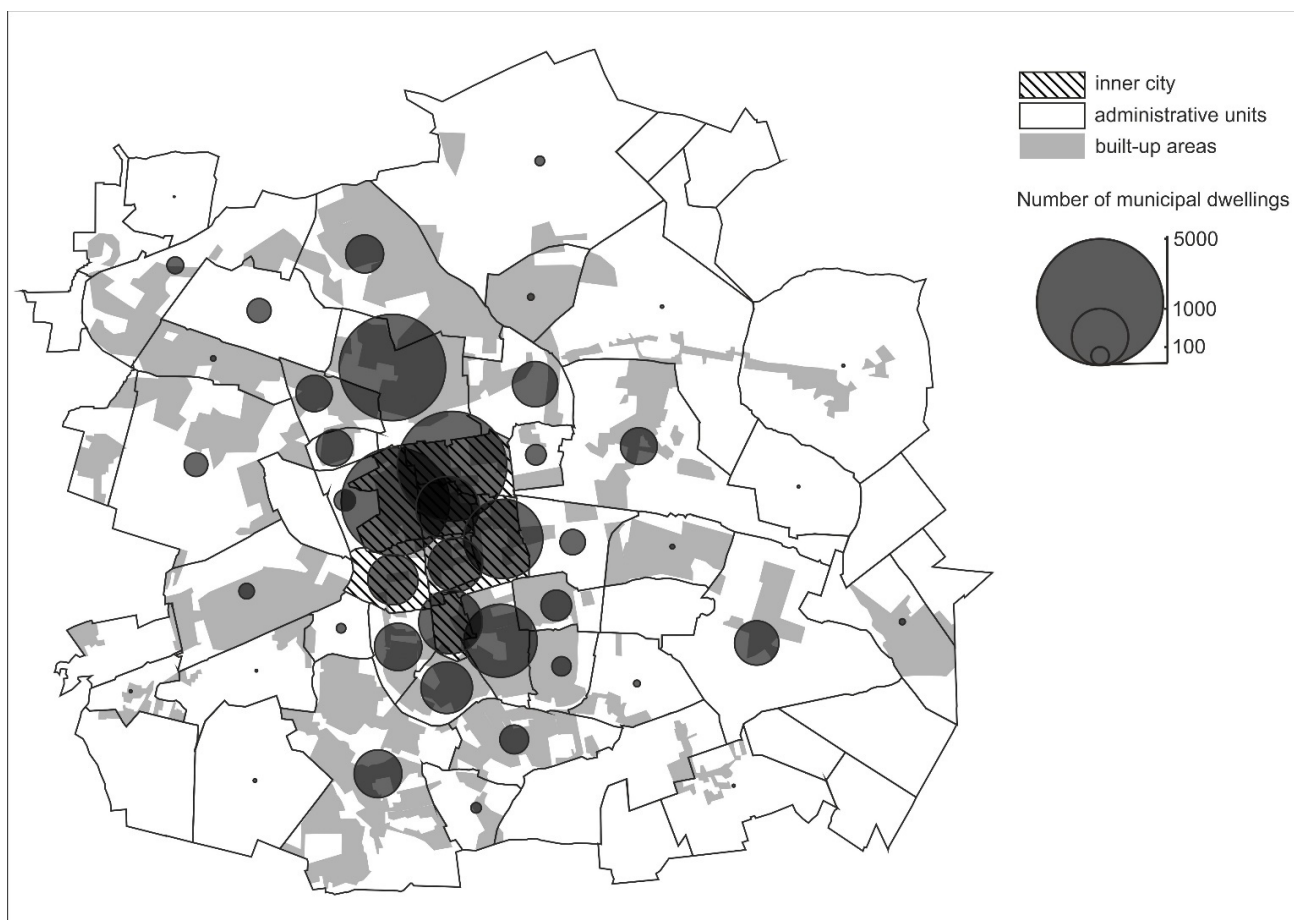 inner city
administrative units
built-up areas
Number of municipal dwellings
5000
1000
100